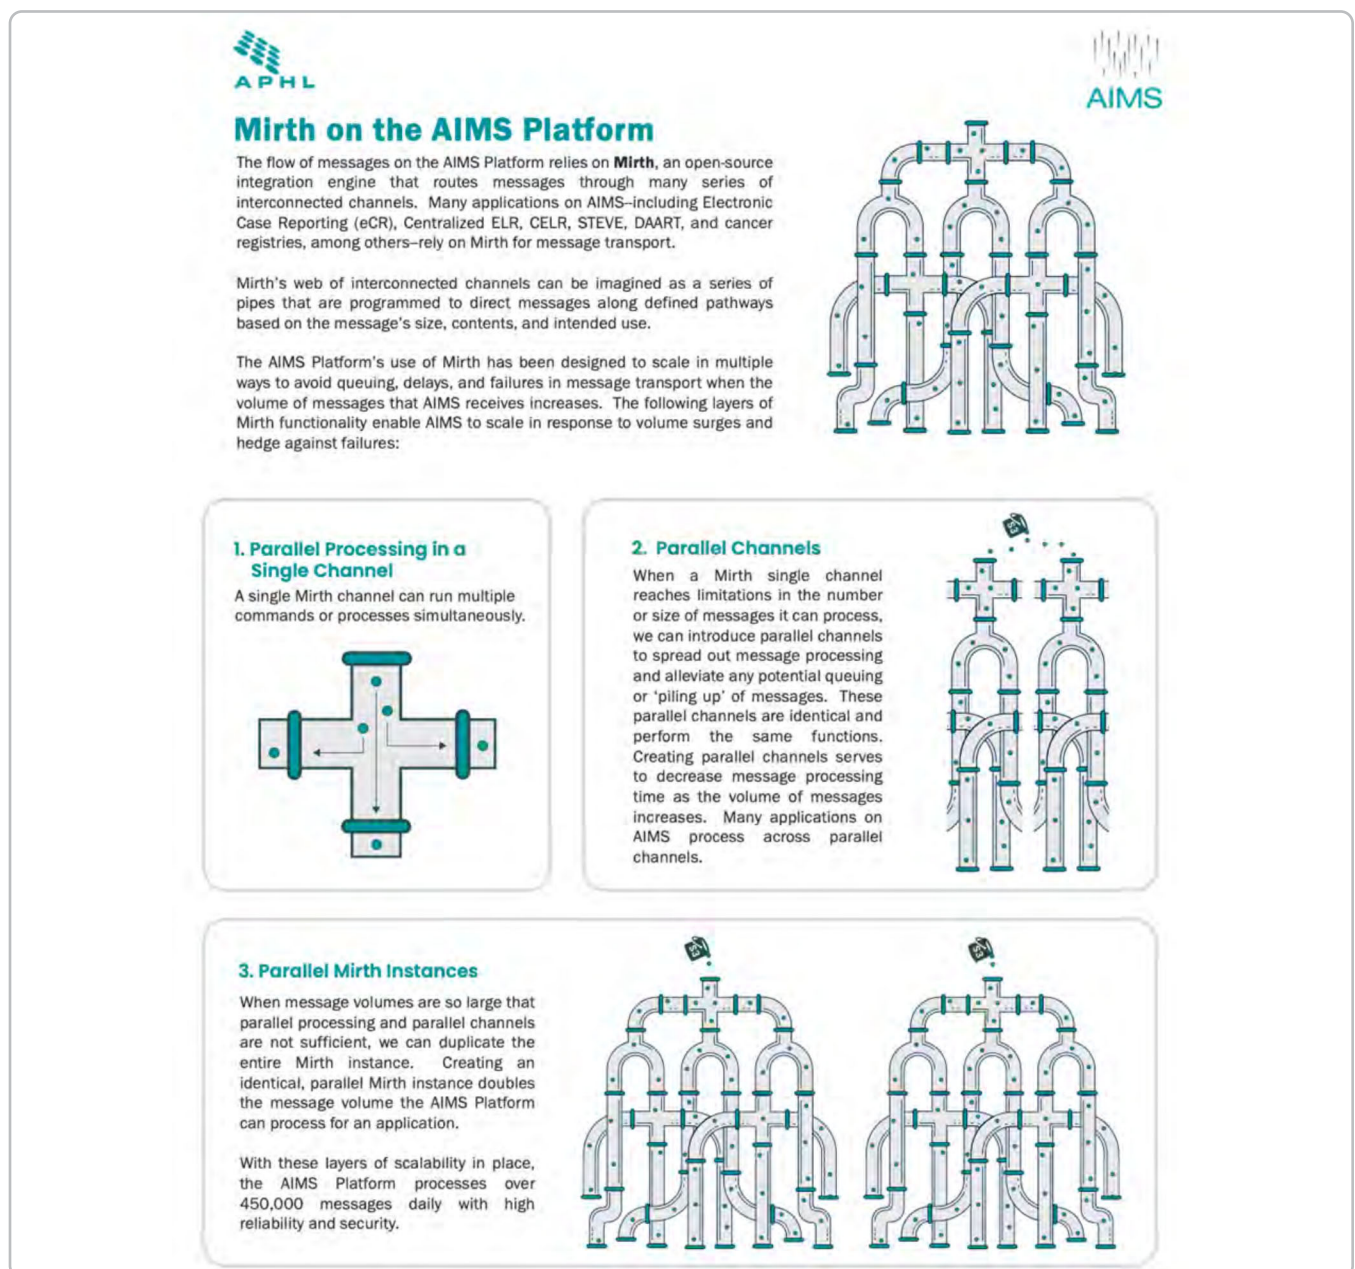 APHL
AIMS
Mirth on the AIMS Platform
The flow of messages on the AIMS Platform relies on Mirth, an open-source
integration engine that routes messages through many series of
interconnected channels. Many applications on AIMS–including Electronic
Case Reporting (eCR), Centralized ELR, CELR, STEVE, DAART, and cancer
registries, among others–rely on Mirth for message transport.
Mirth's web of interconnected channels can be imagined as a series of
pipes that are programmed to direct messages along defined pathways
based on the message's size, contents, and intended use.
The AIMS Platform's use of Mirth has been designed to scale in multiple
ways to avoid queuing, delays, and failures in message transport when the
volume of messages that AIMS receives increases. The following layers of
Mirth functionality enable AIMS to scale in response to volume surges and
hedge against failures:
1. Parallel Processing in a
Single Channel
A single Mirth channel can run multiple
commands or processes simultaneously.
2. Parallel Channels
When a Mirth single channel
reaches limitations in the number
or size of messages it can process,
we can introduce parallel channels
to spread out message processing
and alleviate any potential queuing
or 'piling up' of messages. These
parallel channels are identical and
perform the same functions.
Creating parallel channels serves
to decrease message processing
time as the volume of messages
increases. Many applications on
AIMS process across parallel
channels.
S3
3. Parallel Mirth Instances
When message volumes are so large that
parallel processing and parallel channels
are not sufficient, we can duplicate the
entire Mirth instance. Creating an
identical, parallel Mirth instance doubles
the message volume the AIMS Platform
can process for an application.
With these layers of scalability in place,
the AIMS Platform processes over
450,000 messages daily with high
reliability and security.
S3
S3